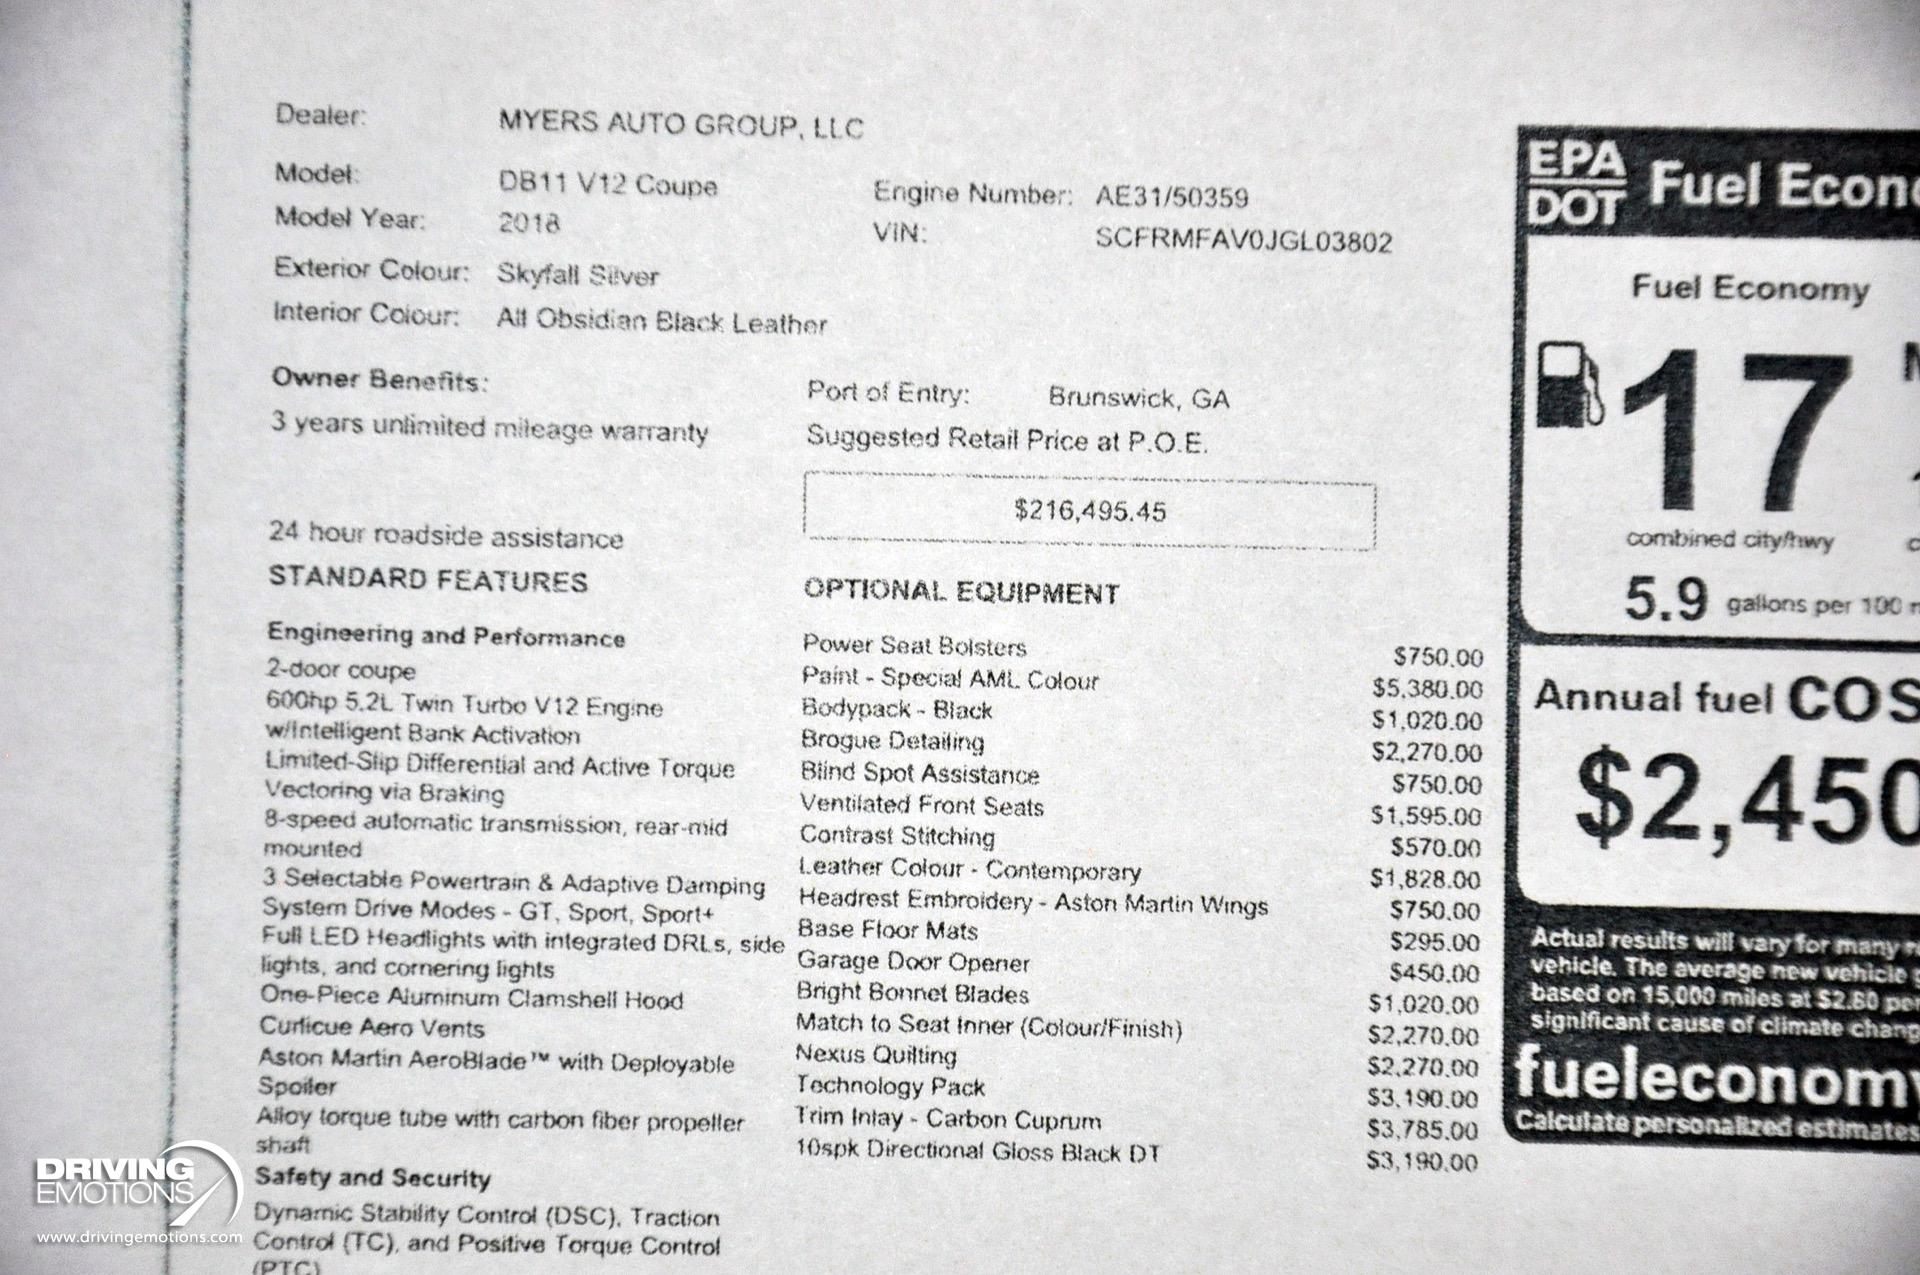 Dealer: MYERS AUTO GROUP, LLC
Model: DB11 V12 Coupe
Engine Number: AE31/50359
Model Year: 2018
VIN: SCFRMFAV0JGL03802
Exterior Colour: Skyfall Silver
Interior Colour: All Obsidian Black Leather
Owner Benefits:
3 years unlimited mileage warranty
24 hour roadside assistance
Port of Entry: Brunswick, GA
Suggested Retail Price at P.O.E.
$216,495.45
STANDARD FEATURES
Engineering and Performance
2-door coupe
600hp 5.2L Twin Turbo V12 Engine
w/Intelligent Bank Activation
Limited-Slip Differential and Active Torque
Vectoring via Braking
8-speed automatic transmission, rear-mid
mounted
3 Selectable Powertrain & Adaptive Damping
System Drive Modes - GT, Sport, Sport+
Full LED Headlights with integrated DRLs, side
lights, and cornering lights
One-Piece Aluminum Clamshell Hood
Curlicue Aero Vents
Aston Martin AeroBlade™ with Deployable
Spoiler
Alloy torque tube with carbon fiber propeller
shaft
Safety and Security
Dynamic Stability Control (DSC), Traction
Control (TC), and Positive Torque Control
(PTC)
OPTIONAL EQUIPMENT
Power Seat Bolsters $750.00
Paint - Special AML Colour $5,380.00
Bodypack - Black $1,020.00
Brogue Detailing $2,270.00
Blind Spot Assistance $750.00
Ventilated Front Seats $1,595.00
Contrast Stitching $570.00
Leather Colour - Contemporary $1,828.00
Headrest Embroidery - Aston Martin Wings $750.00
Base Floor Mats $295.00
Garage Door Opener $450.00
Bright Bonnet Blades $1,020.00
Match to Seat Inner (Colour/Finish) $2,270.00
Nexus Quilting $2,270.00
Technology Pack $3,190.00
Trim Inlay - Carbon Cuprum $3,785.00
10spk Directional Gloss Black DT $3,190.00
EPA
DOT
Fuel Econ
Fuel Economy
17
combined city/hwy
5.9 gallons per 100
Annual fuel COS
$2,450
Actual results will vary for many
vehicle. The average new vehicle
based on 15,000 miles at $2.80 per
significant cause of climate chang
fueleconomy
Calculate personalized estimates
DRIVING
EMOTIONS
www.drivingemotions.com